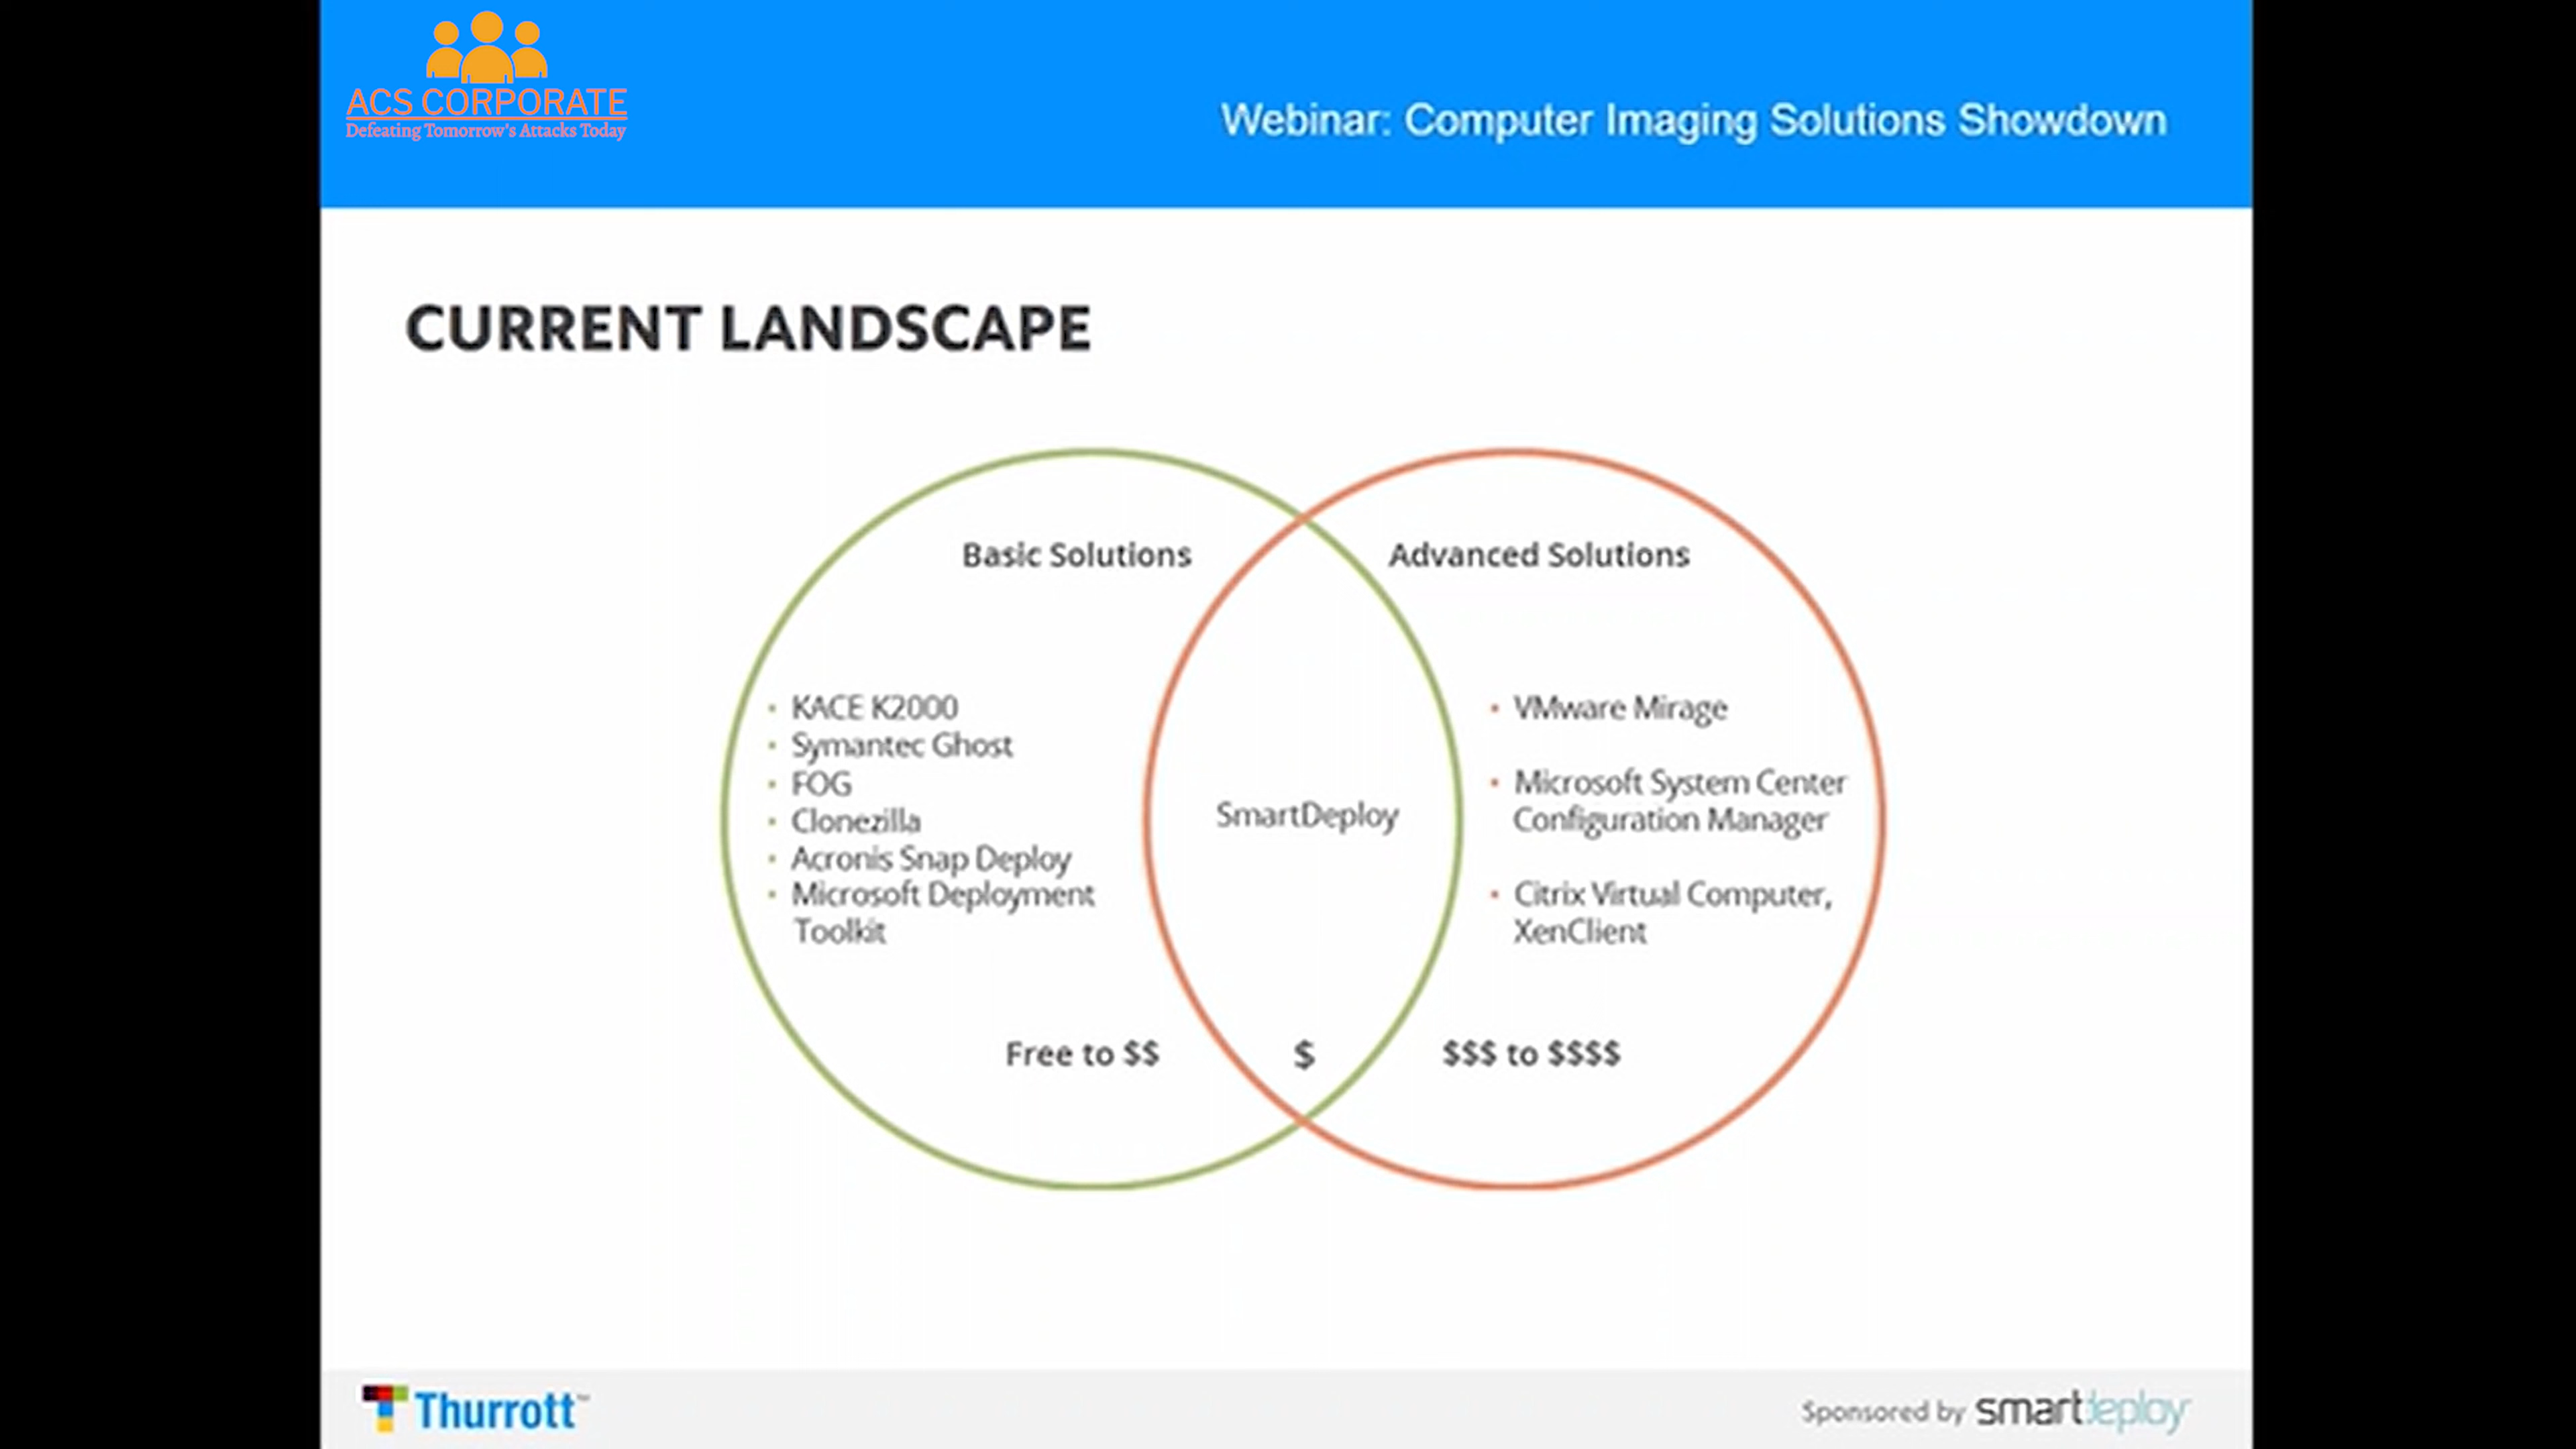 ACS CORPORATE
Defeating Tomorrow's Attacks Today
Webinar: Computer Imaging Solutions Showdown
CURRENT LANDSCAPE
Basic Solutions
• KACE K2000
• Symantec Ghost
• FOG
• Clonezilla
• Acronis Snap Deploy
• Microsoft Deployment
Toolkit
Free to $$
SmartDeploy
$
Advanced Solutions
• VMware Mirage
• Microsoft System Center
Configuration Manager
• Citrix Virtual Computer,
XenClient
$$$ to $$$$
Thurrott™
Sponsored by smartdeploy